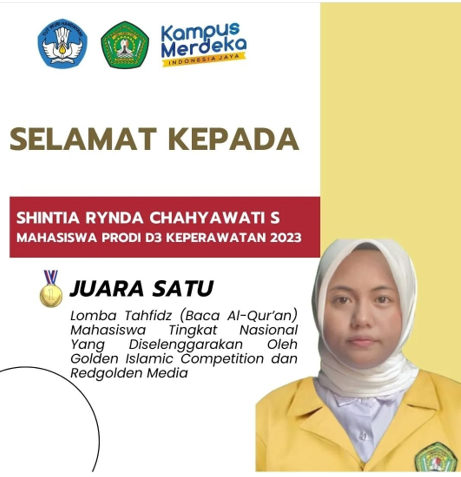 Kampus
Merdeka
INDONESIA JAYA
SELAMAT KEPADA
SHINTIA RYNDA CHAHYAWATI S
MAHASISWA PRODI D3 KEPERAWATAN 2023
JUARA SATU
Lomba Tahfidz (Baca Al-Qur’an)
Mahasiswa Tingkat Nasional
Yang Diselenggarakan Oleh
Golden Islamic Competition dan
Redgolden Media